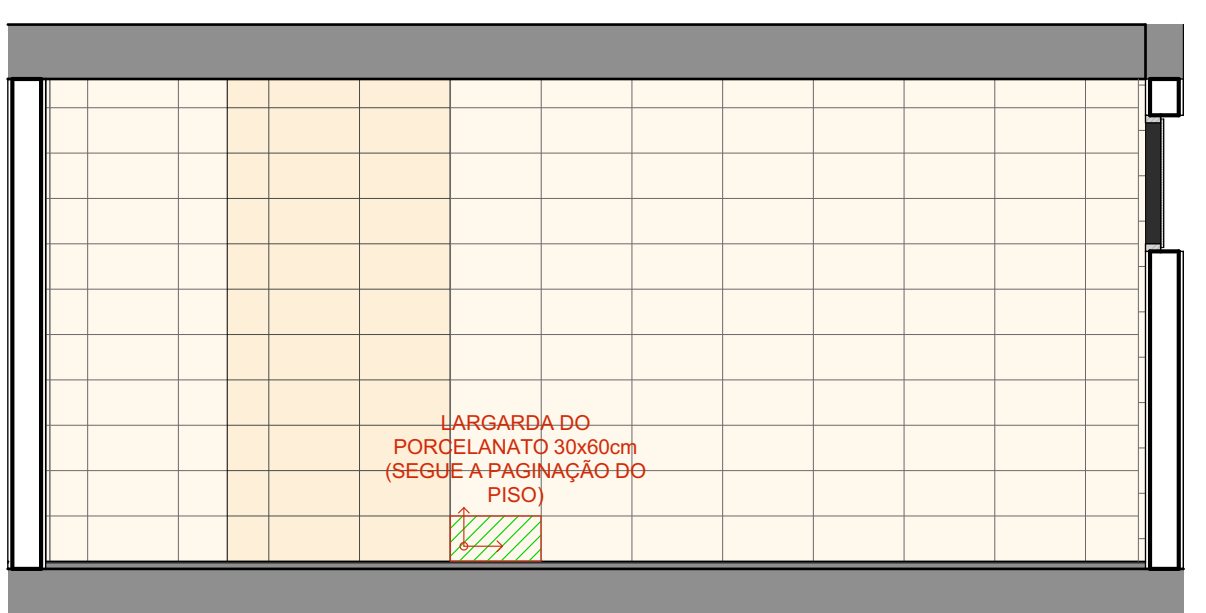 LARGARDA DO
PORCELANATO 30x60cm
(SEGUE A PAGINAÇÃO DO
PISO)